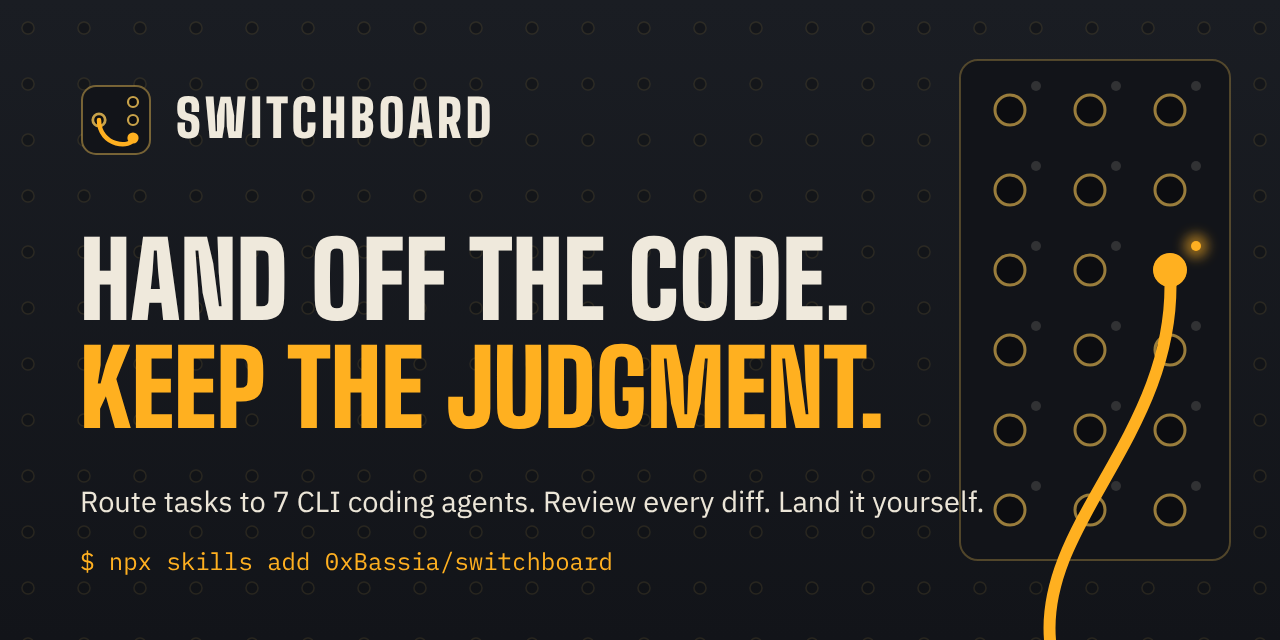 SWITCHBOARD
HAND OFF THE CODE.
KEEP THE JUDGMENT.
Route tasks to 7 CLI coding agents. Review every diff. Land it yourself.
$ npx skills add 0xBassia/switchboard